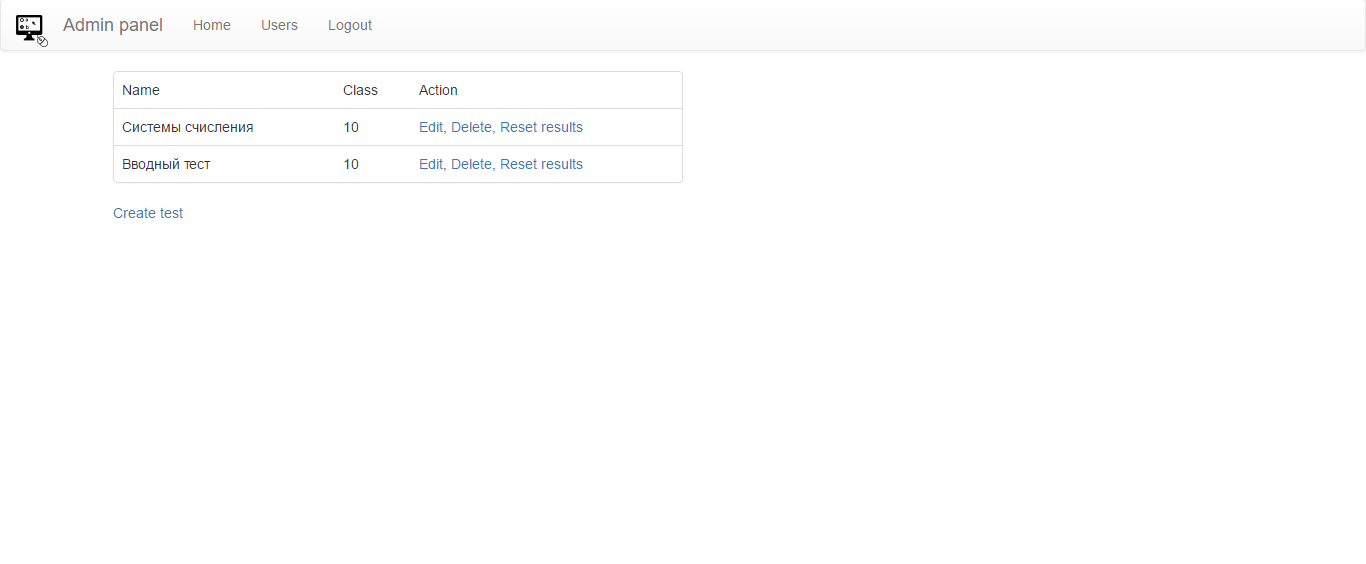 Admin panel Home Users Logout
Name Class Action
Системы счисления 10 Edit, Delete, Reset results
Вводный тест 10 Edit, Delete, Reset results
Create test